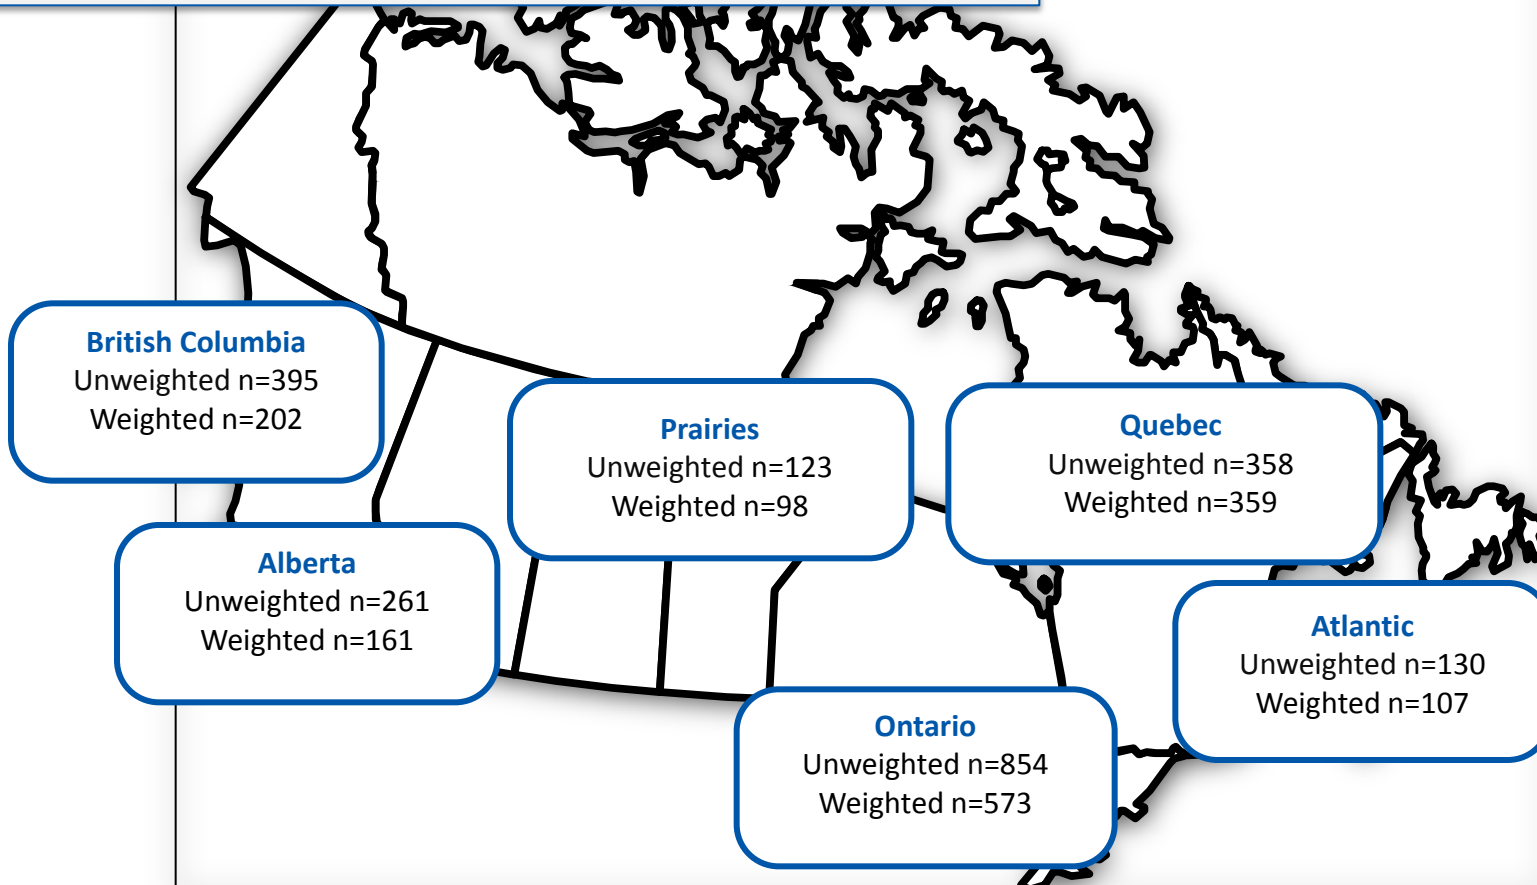 British Columbia
Unweighted n=395
Weighted n=202
Prairies
Unweighted n=123
Weighted n=98
Quebec
Unweighted n=358
Weighted n=359
Alberta
Unweighted n=261
Weighted n=161
Atlantic
Unweighted n=130
Weighted n=107
Ontario
Unweighted n=854
Weighted n=573